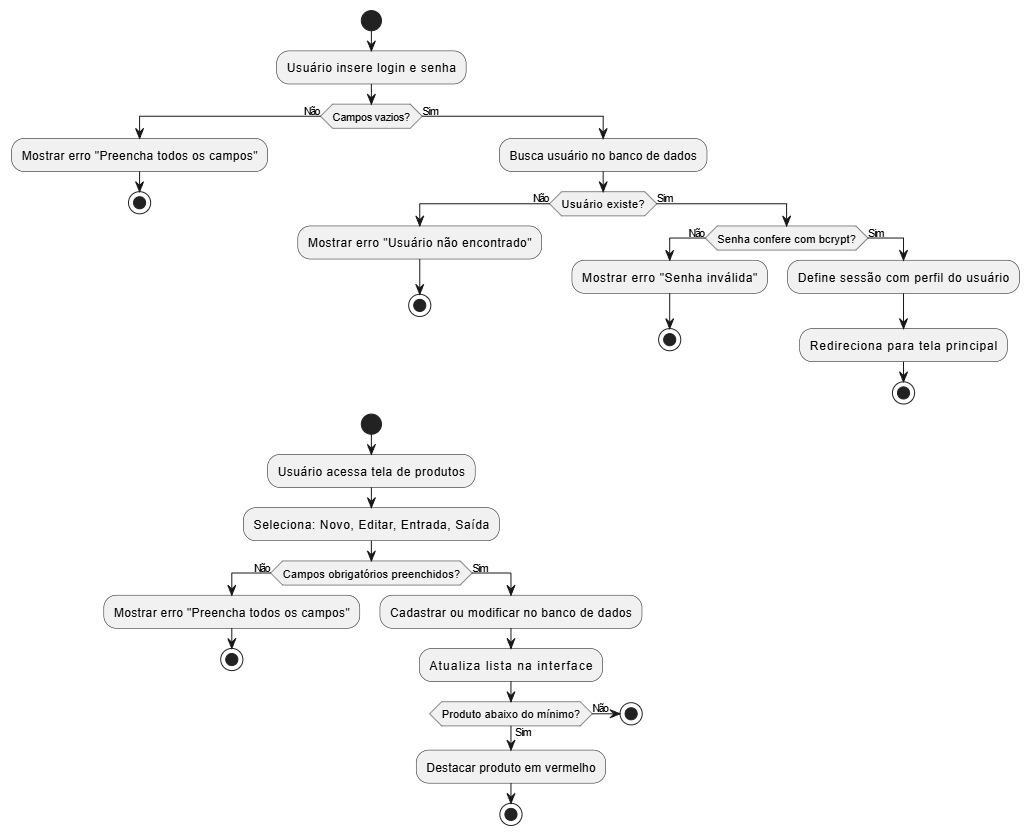 Usuário insere login e senha
Não
Campos vazios?
Sim
Mostrar erro "Preencha todos os campos"
Busca usuário no banco de dados
Não
Usuário existe?
Sim
Mostrar erro "Usuário não encontrado"
Não
Senha confere com bcrypt?
Sim
Mostrar erro "Senha inválida"
Define sessão com perfil do usuário
Redireciona para tela principal
Usuário acessa tela de produtos
Seleciona: Novo, Editar, Entrada, Saída
Não
Campos obrigatórios preenchidos?
Sim
Mostrar erro "Preencha todos os campos"
Cadastrar ou modificar no banco de dados
Atualiza lista na interface
Produto abaixo do mínimo?
Não
Sim
Destacar produto em vermelho